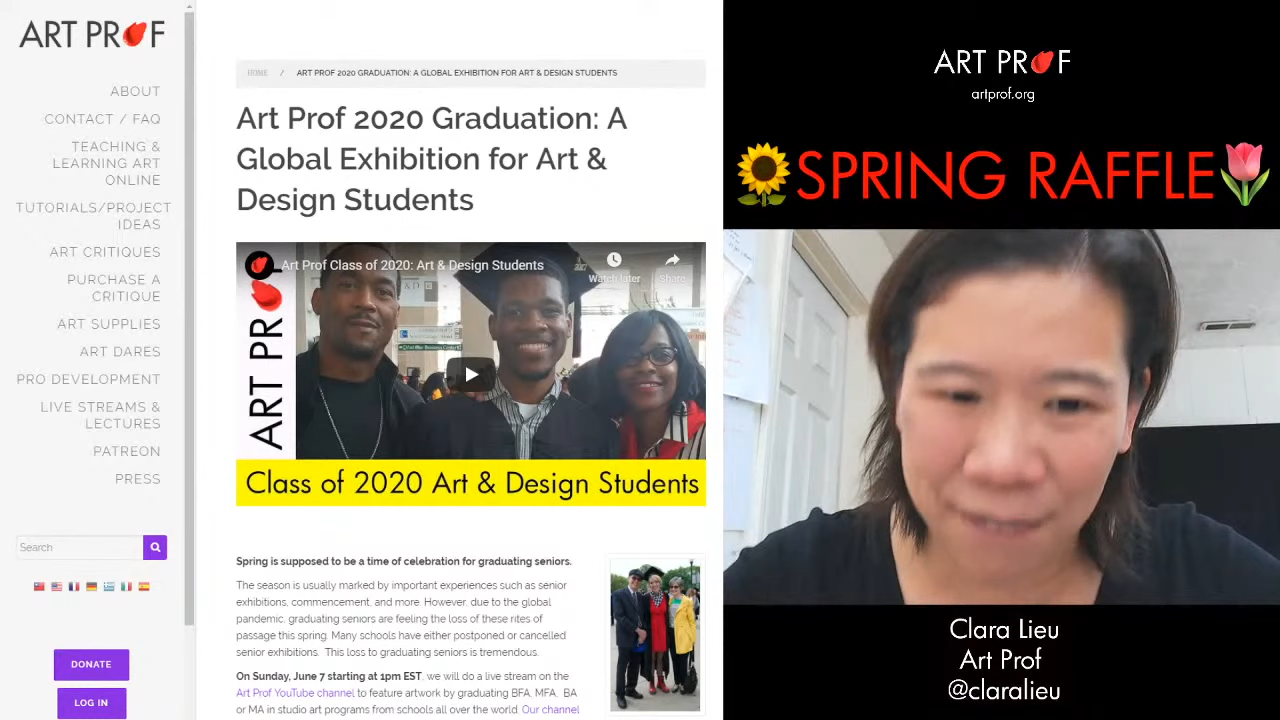 ART PROF
ABOUT
CONTACT / FAQ
TEACHING &
LEARNING ART
ONLINE
TUTORIALS/PROJECT
IDEAS
ART CRITIQUES
PURCHASE A
CRITIQUE
ART SUPPLIES
ART DARES
PRO DEVELOPMENT
LIVE STREAMS &
LECTURES
PATREON
PRESS
Search
DONATE
LOG IN
HOME / ART PROF 2020 GRADUATION: A GLOBAL EXHIBITION FOR ART & DESIGN STUDENTS
Art Prof 2020 Graduation: A
Global Exhibition for Art &
Design Students
Art Prof Class of 2020: Art & Design Students
Watch later
Share
ART PROF
Class of 2020 Art & Design Students
Spring is supposed to be a time of celebration for graduating seniors.
The season is usually marked by important experiences such as senior
exhibitions, commencement, and more. However, due to the global
pandemic, graduating seniors are feeling the loss of these rites of
passage this spring. Many schools have either postponed or cancelled
senior exhibitions. This loss to graduating seniors is tremendous.
On Sunday, June 7 starting at 1pm EST, we will do a live stream on the
Art Prof YouTube channel to feature artwork by graduating BFA, MFA, BA
or MA in studio art programs from schools all over the world. Our channel
ART PROF
artprof.org
SPRING RAFFLE
Clara Lieu
Art Prof
@claralieu